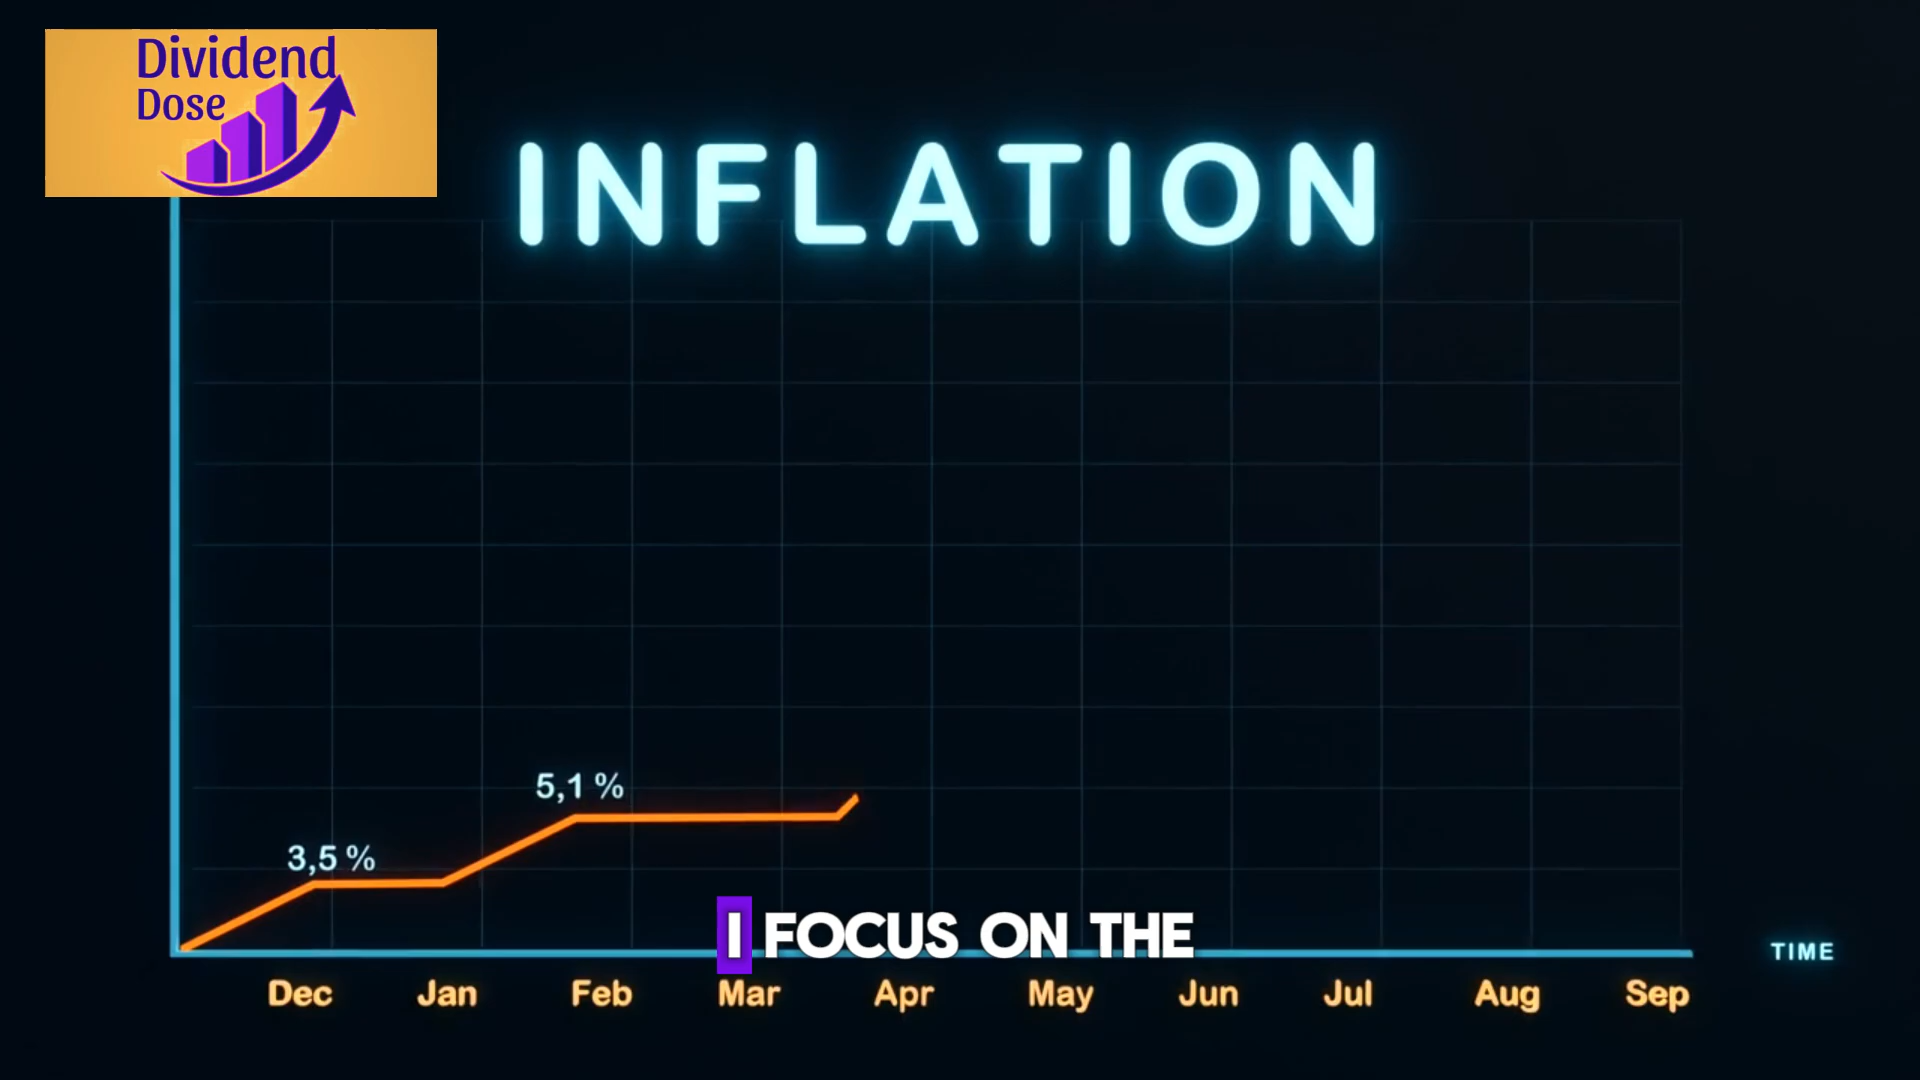 Dividend
Dose
INFLATION
5,1 %
3,5 %
I FOCUS ON THE
TIME
Dec Jan Feb Mar Apr May Jun Jul Aug Sep